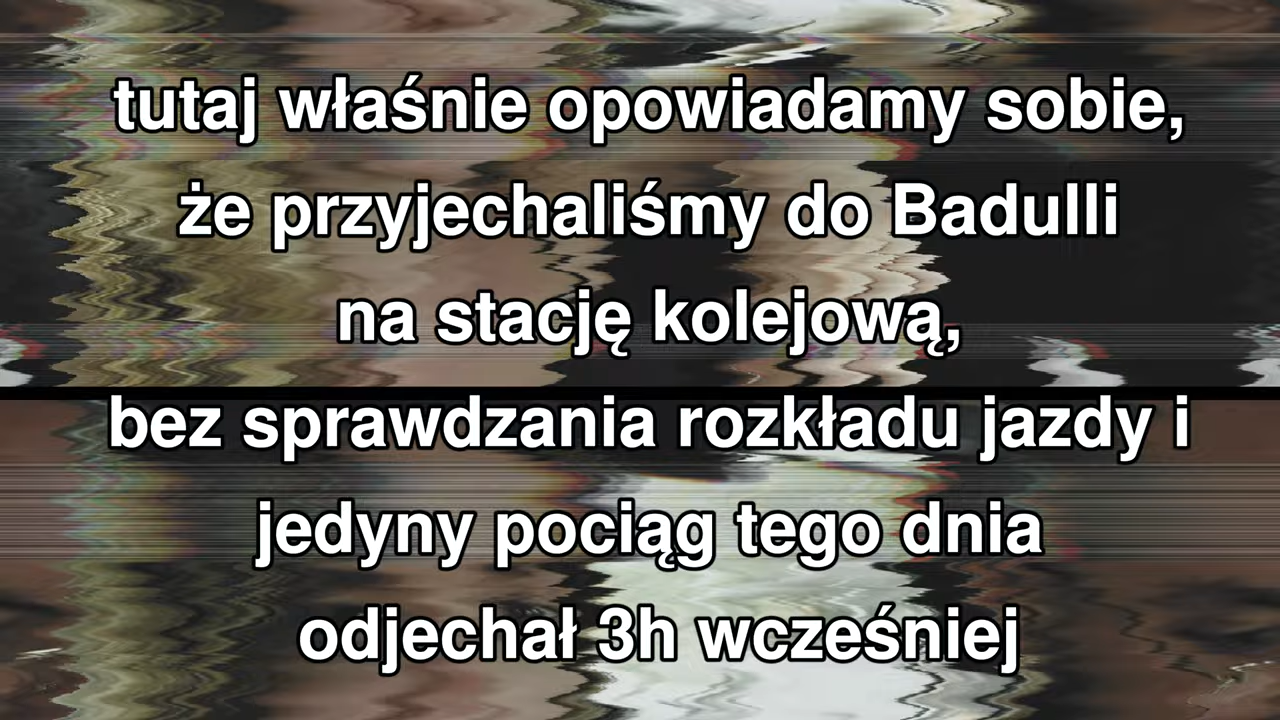 tutaj właśnie opowiadamy sobie,
że przyjechaliśmy do Badulli
na stację kolejową,
bez sprawdzania rozkładu jazdy i
jedyny pociąg tego dnia
odjechał 3h wcześniej